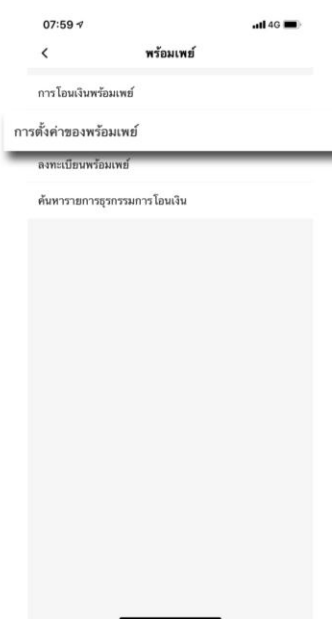 07:59
4G
พร้อมเพย์
การโอนเงินพร้อมเพย์
การตั้งค่าของพร้อมเพย์
ลงทะเบียนพร้อมเพย์
ค้นหารายการธุรกรรมการโอนเงิน